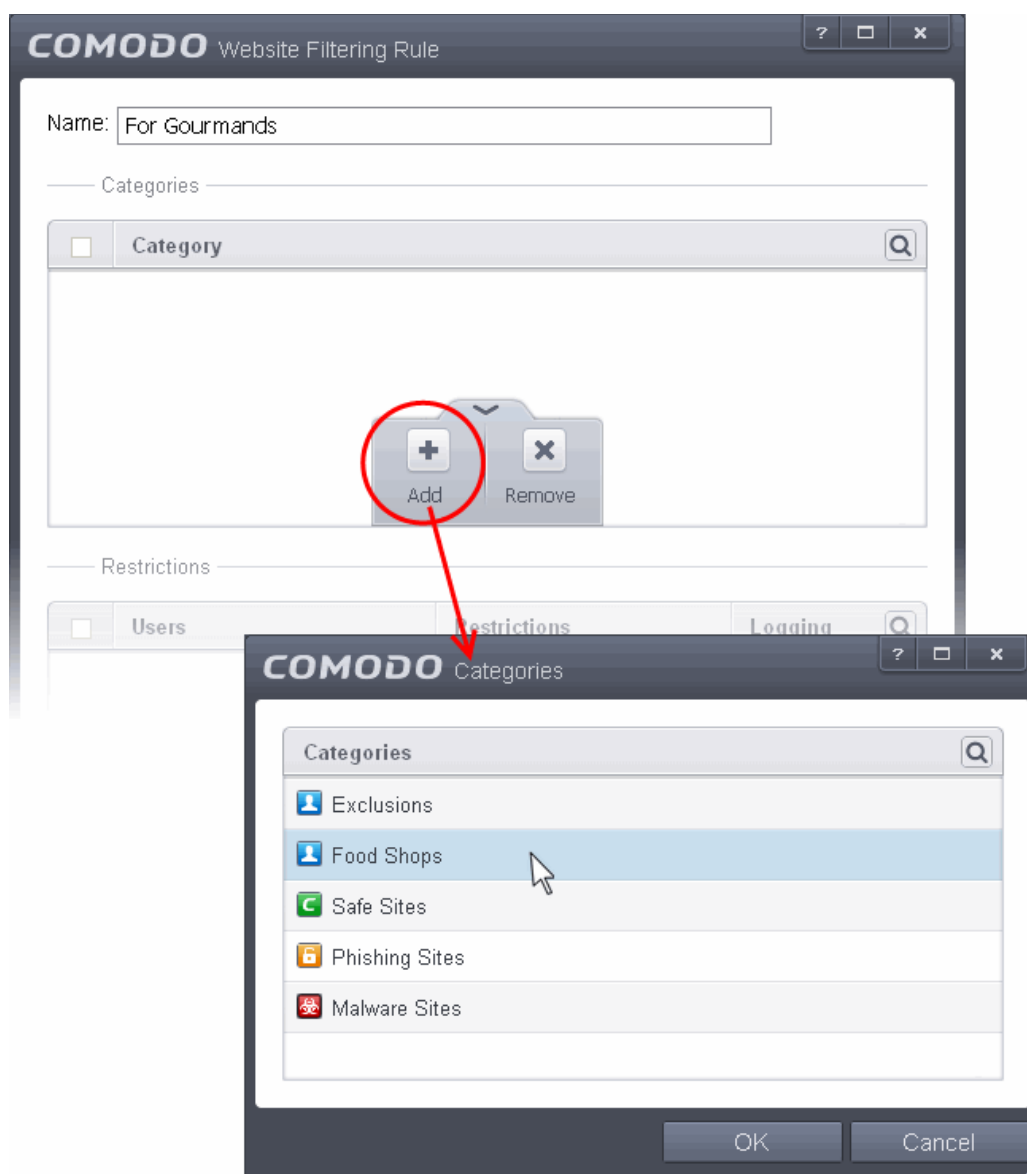 COMODO Website Filtering Rule
Name: For Gourmands
Categories
Category
Add Remove
Restrictions
Users Restrictions Logging
COMODO Categories
Categories
Exclusions
Food Shops
Safe Sites
Phishing Sites
Malware Sites
OK Cancel